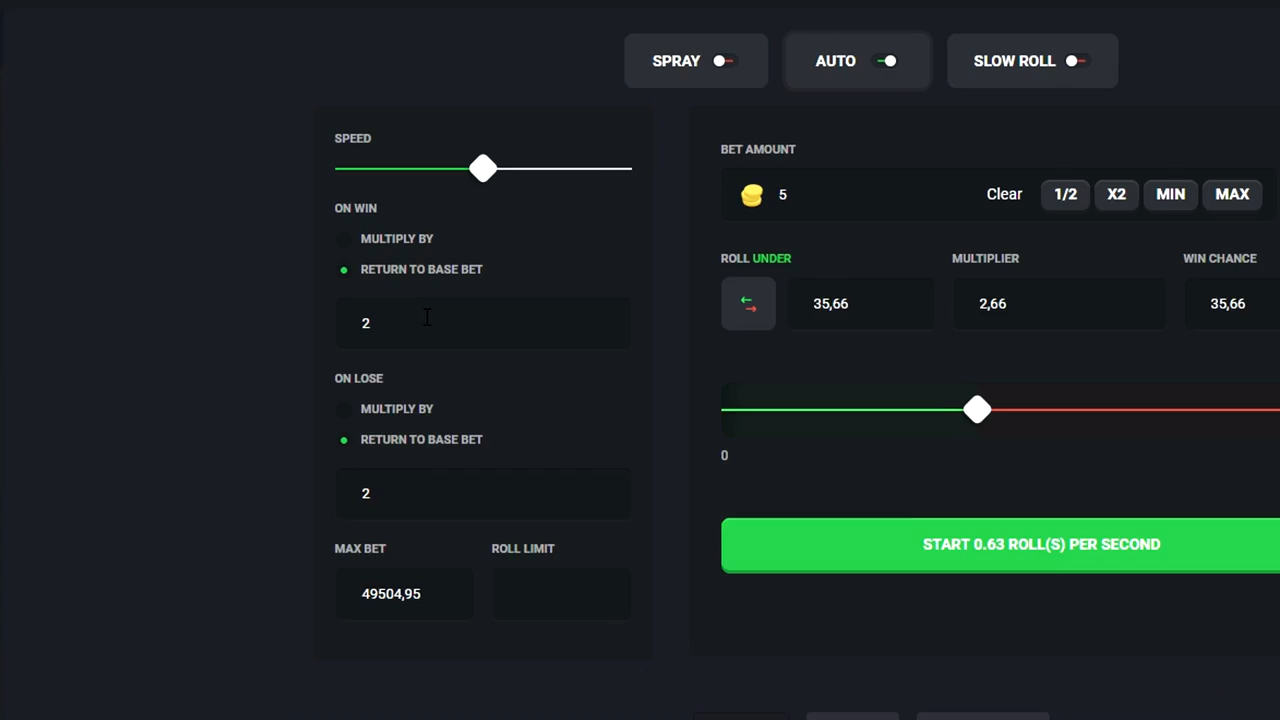 SPRAY
AUTO
SLOW ROLL
SPEED
ON WIN
MULTIPLY BY
RETURN TO BASE BET
2
ON LOSE
MULTIPLY BY
RETURN TO BASE BET
2
MAX BET
ROLL LIMIT
49504,95
BET AMOUNT
5
Clear
1/2
X2
MIN
MAX
ROLL UNDER
MULTIPLIER
WIN CHANCE
35,66
2,66
35,66
0
START 0.63 ROLL(S) PER SECOND